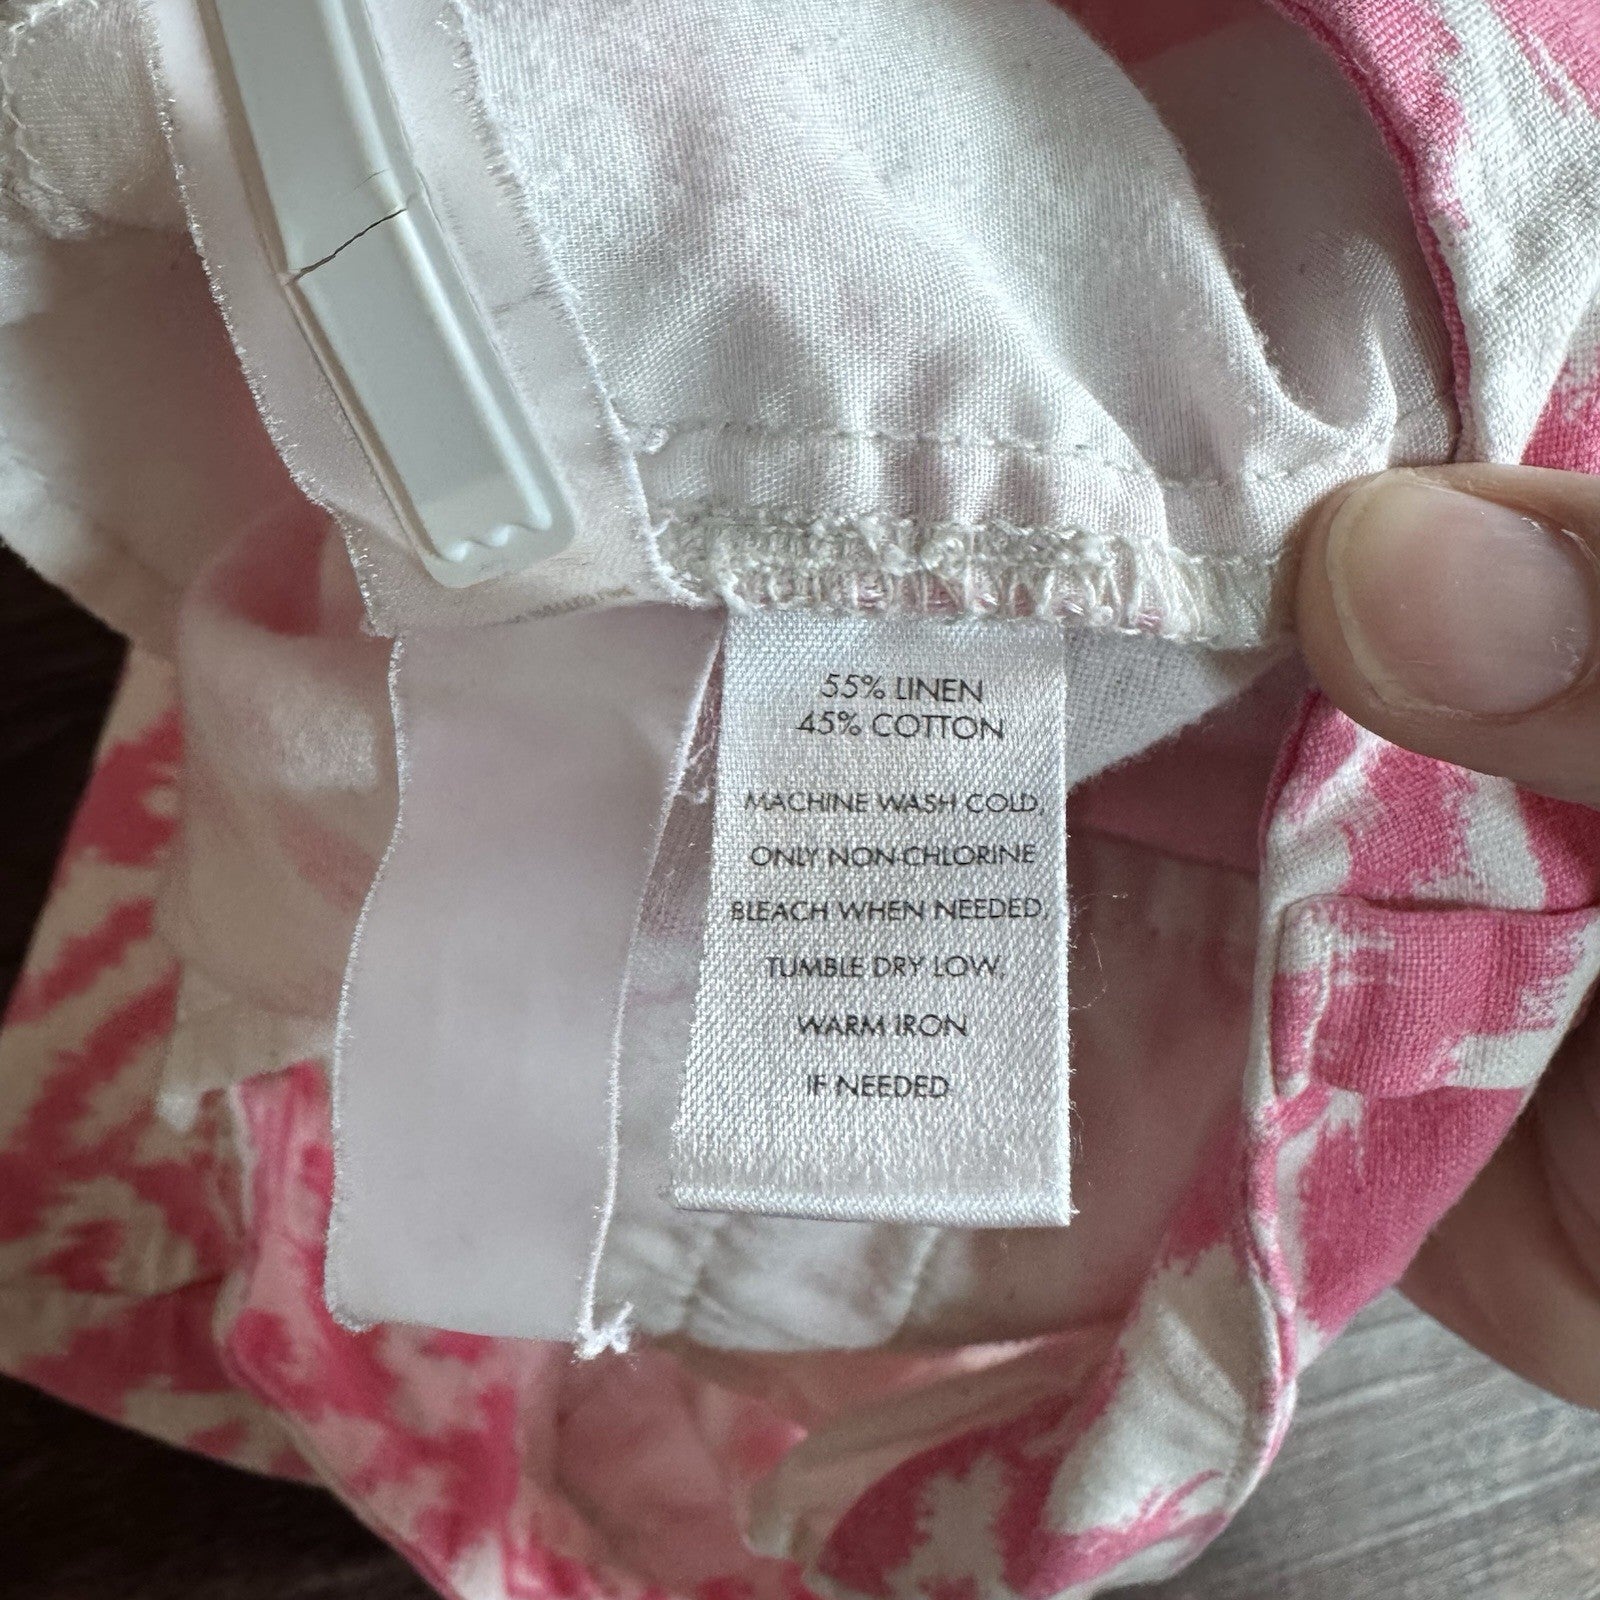 55% LINEN
45% COTTON
MACHINE WASH COLD,
ONLY NON-CHLORINE
BLEACH WHEN NEEDED,
TUMBLE DRY LOW,
WARM IRON
IF NEEDED